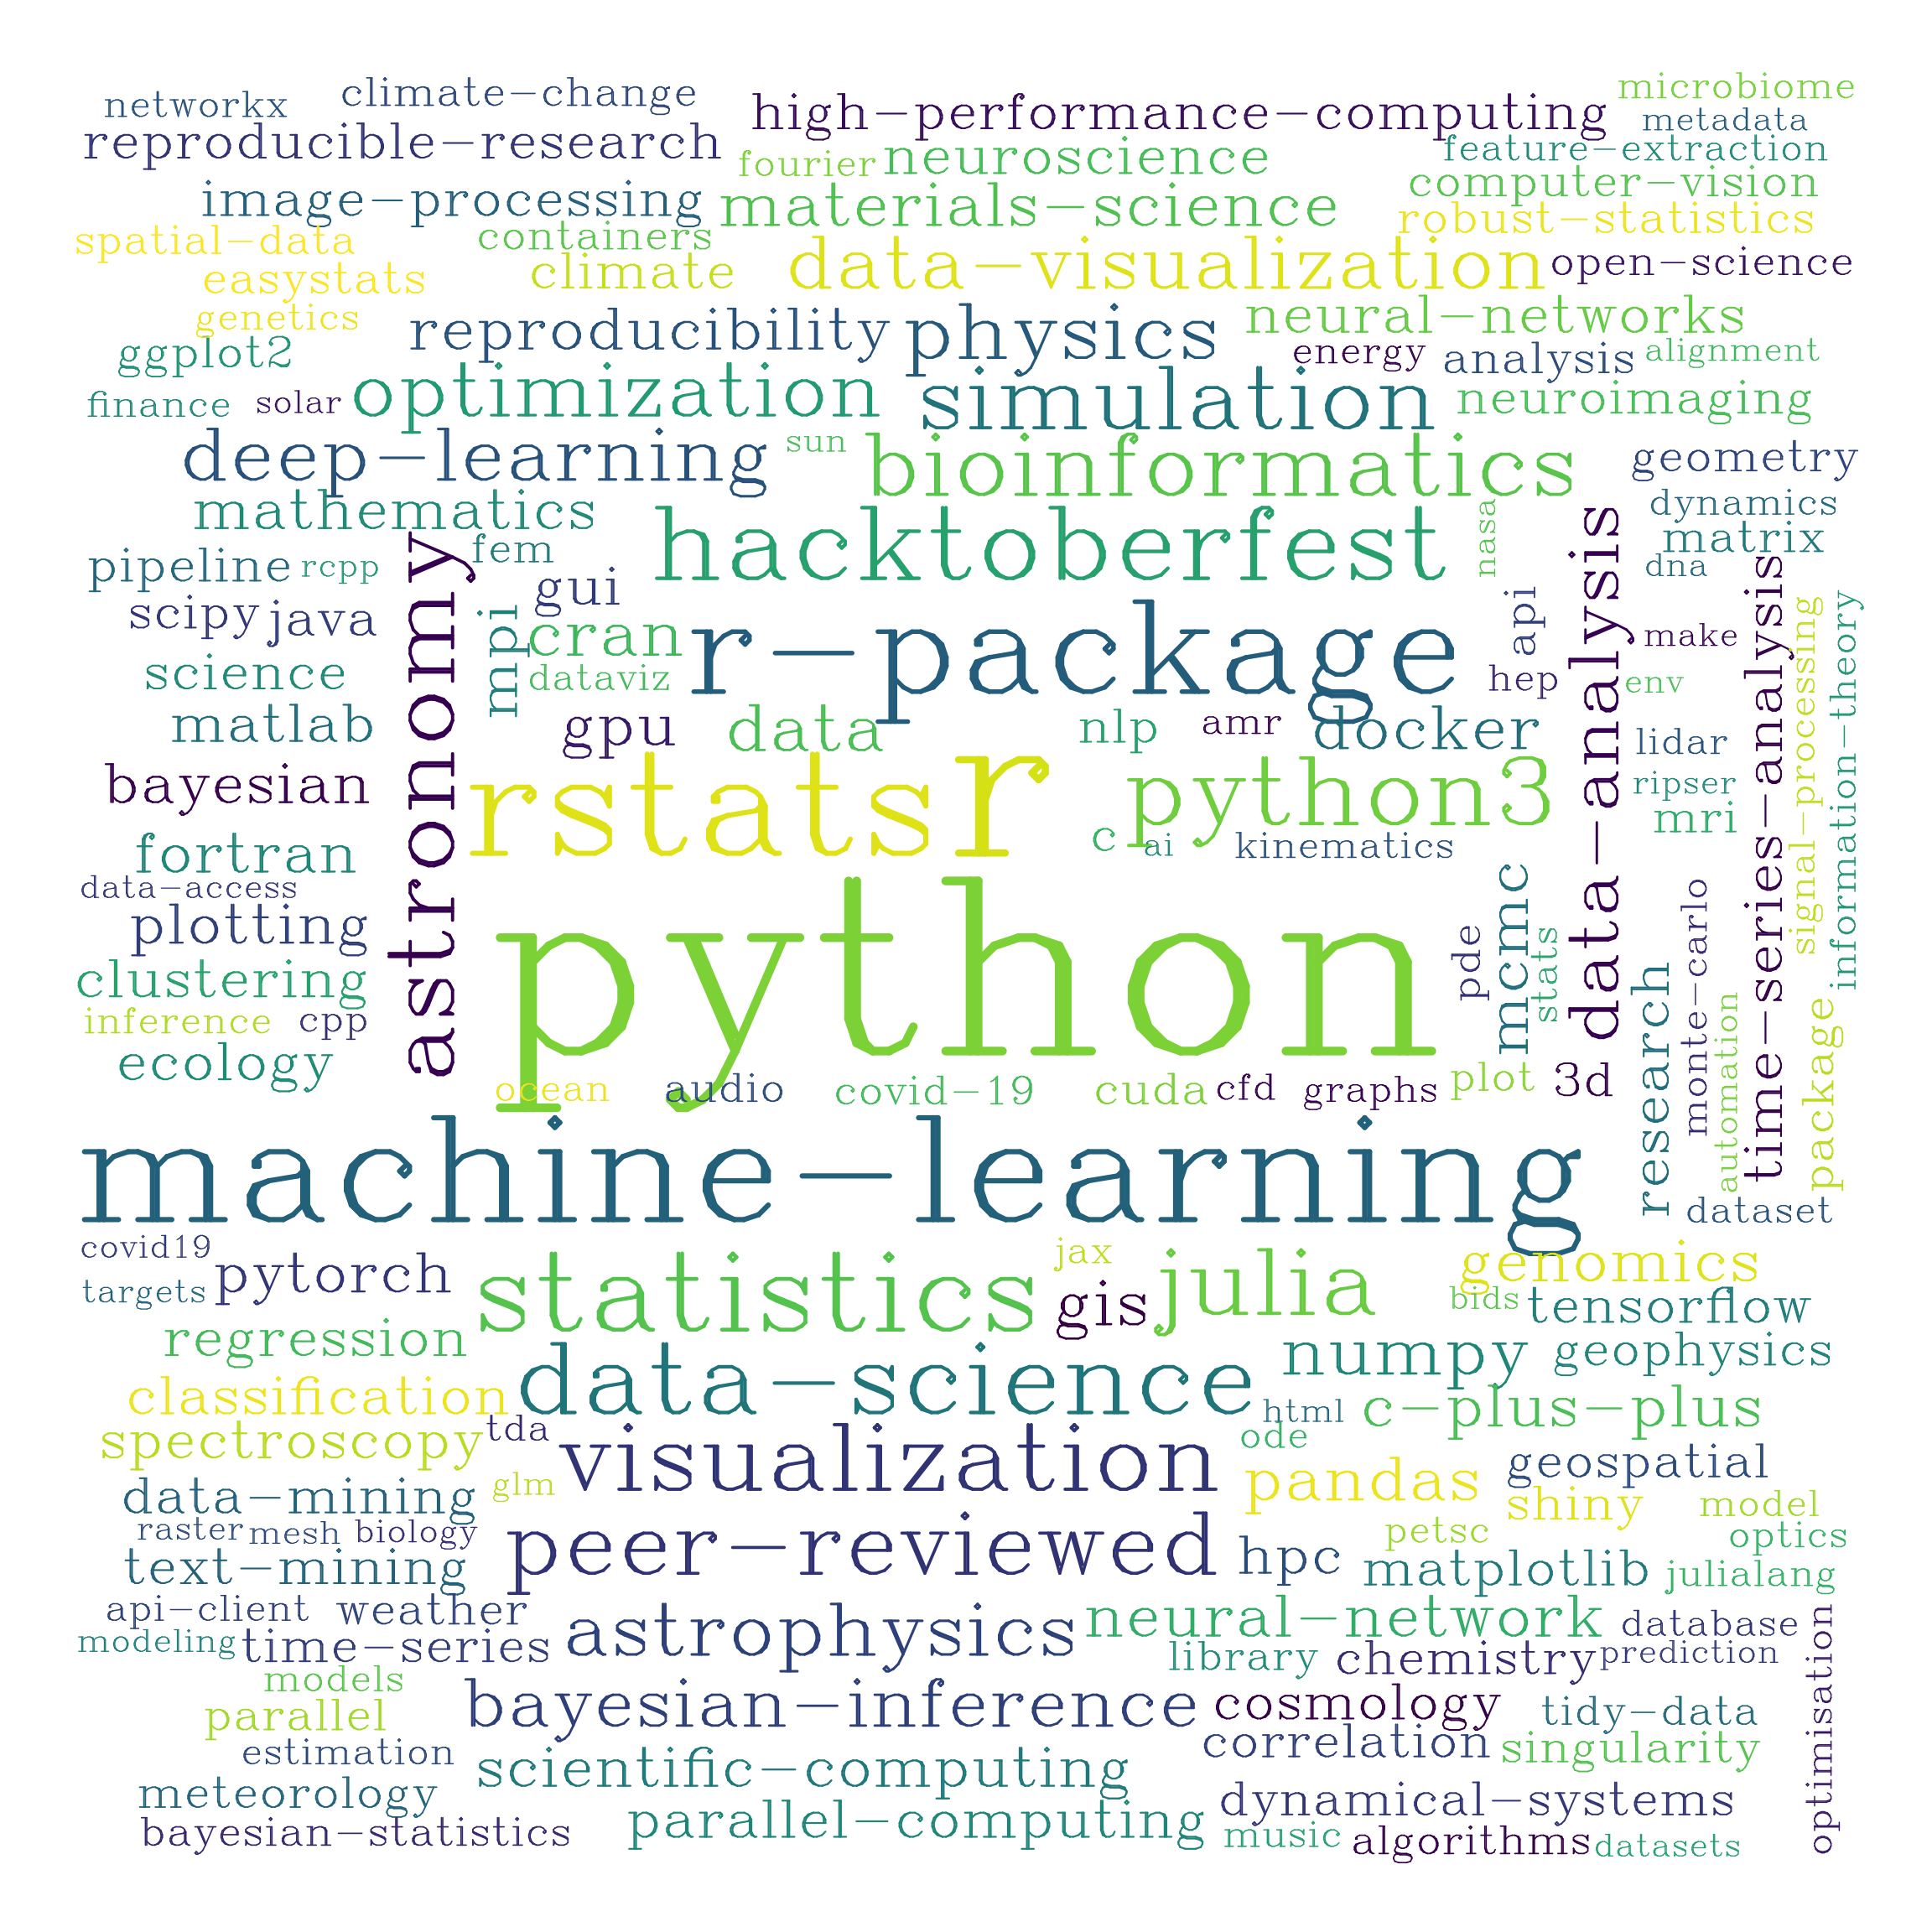 networkx
climate-change
high-performance-computing
microbiome
metadata
reproducible-research
fourier
neuroscience
feature-extraction
image-processing
materials-science
computer-vision
robust-statistics
spatial-data
containers
easystats
climate
data-visualization
open-science
genetics
reproducibility
physics
neural-networks
ggplot2
energy
analysis
alignment
finance
solar
optimization
simulation
neuroimaging
deep-learning
sun
bioinformatics
geometry
mathematics
hacktoberfest
nasa
data-analysis
dynamics
matrix
astronomy
fem
pipeline
rcpp
dna
time-series-analysis
scipy
java
gui
mpi
cran
r-package
api
make
signal-processing
information-theory
science
dataviz
hep
env
matlab
gpu
data
nlp
amr
docker
lidar
bayesian
rstats
r
python3
ripser
mri
fortran
c
ai
kinematics
data-access
plotting
python
pde
mcmc
stats
monte-carlo
clustering
inference
cpp
research
automation
package
ecology
ocean
audio
covid-19
cuda
cfd
graphs
plot
3d
machine-learning
dataset
covid19
targets
pytorch
statistics
jax
gis
julia
genomics
bids
tensorflow
regression
data-science
numpy
geophysics
classification
html
c-plus-plus
spectroscopy
tda
visualization
ode
geospatial
data-mining
glm
pandas
shiny
model
raster
mesh
biology
peer-reviewed
petsc
optics
text-mining
hpc
matplotlib
julialang
api-client
weather
astrophysics
neural-network
database
optimisation
modeling
time-series
library
chemistry
prediction
models
parallel
bayesian-inference
cosmology
tidy-data
estimation
correlation
singularity
meteorology
scientific-computing
dynamical-systems
bayesian-statistics
parallel-computing
music
algorithms
datasets